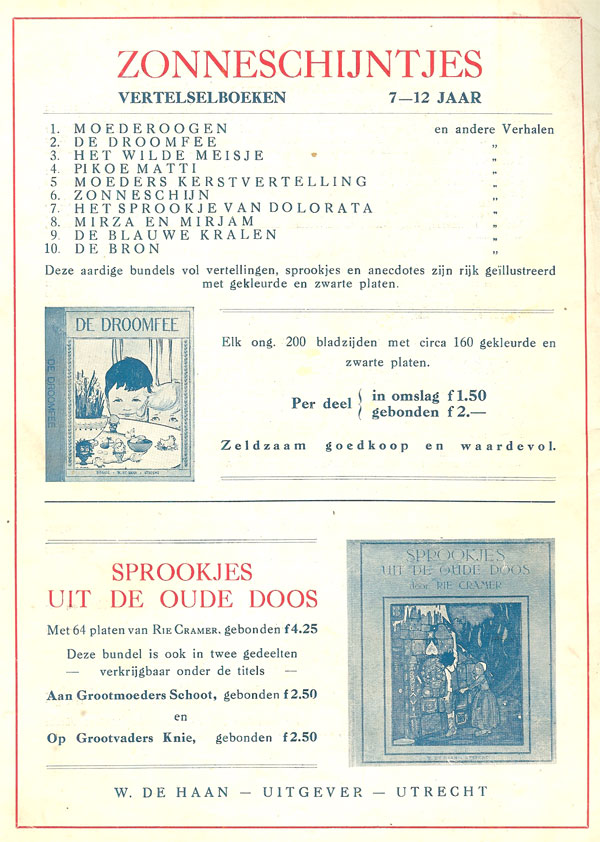 ZONNESCHIJNTJES
VERTELSELBOEKEN 7—12 JAAR
1. MOEDEROOGEN en andere Verhalen
2. DE DROOMFEE „
3. HET WILDE MEISJE „
4. PIKOE MATTI „
5 MOEDERS KERSTVERTELLING „
6. ZONNESCHIJN „
7. HET SPROOKJE VAN DOLORATA „
8. MIRZA EN MIRJAM „
9. DE BLAUWE KRALEN „
10. DE BRON „
Deze aardige bundels vol vertellingen, sprookjes en anecdotes zijn rijk geïllustreerd
met gekleurde en zwarte platen.
DE DROOMFEE
DE DROOMFEE
Elk ong. 200 bladzijden met circa 160 gekleurde en
zwarte platen.
Per deel { in omslag f 1.50
gebonden f 2.—
Zeldzaam goedkoop en waardevol.
SPROOKJES
UIT DE OUDE DOOS
Met 64 platen van RIE CRAMER, gebonden f 4.25
Deze bundel is ook in twee gedeelten
— verkrijgbaar onder de titels —
Aan Grootmoeders Schoot, gebonden f 2.50
en
Op Grootvaders Knie, gebonden f 2.50
SPROOKJES
UIT DE OUDE DOOS
door RIE CRAMER
W. DE HAAN — UITGEVER — UTRECHT